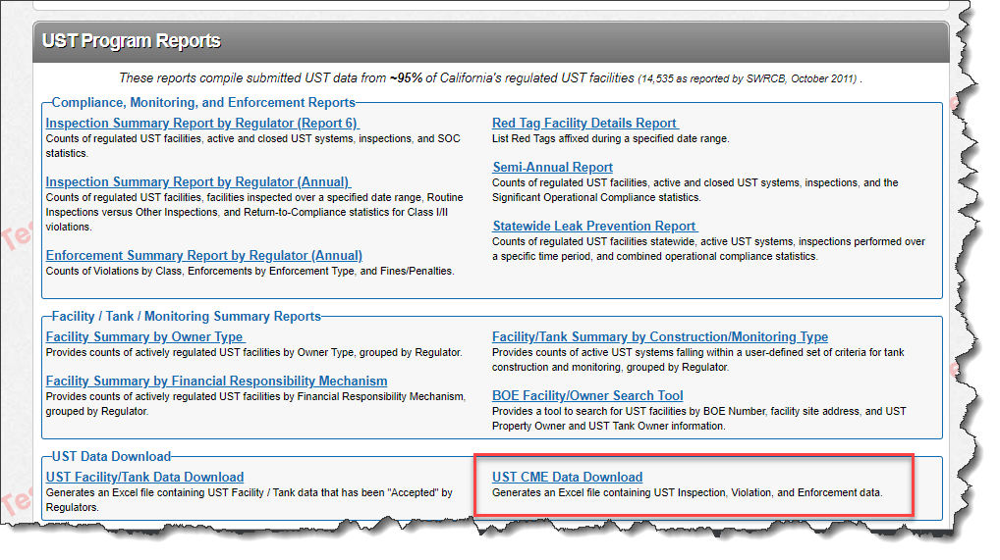 UST Program Reports
These reports compile submitted UST data from ~95% of California's regulated UST facilities (14,535 as reported by SWRCB, October 2011) .
Compliance, Monitoring, and Enforcement Reports
Inspection Summary Report by Regulator (Report 6)
Counts of regulated UST facilities, active and closed UST systems, inspections, and SOC
statistics.
Inspection Summary Report by Regulator (Annual)
Counts of regulated UST facilities, facilities inspected over a specified date range, Routine
Inspections versus Other Inspections, and Return-to-Compliance statistics for Class I/II
violations.
Enforcement Summary Report by Regulator (Annual)
Counts of Violations by Class, Enforcements by Enforcement Type, and Fines/Penalties.
Red Tag Facility Details Report
List Red Tags affixed during a specified date range.
Semi-Annual Report
Counts of regulated UST facilities, active and closed UST systems, inspections, and the
Significant Operational Compliance statistics.
Statewide Leak Prevention Report
Counts of regulated UST facilities statewide, active UST systems, inspections performed over
a specific time period, and combined operational compliance statistics.
Facility / Tank / Monitoring Summary Reports
Facility Summary by Owner Type
Provides counts of actively regulated UST facilities by Owner Type, grouped by Regulator.
Facility Summary by Financial Responsibility Mechanism
Provides counts of actively regulated UST facilities by Financial Responsibility Mechanism,
grouped by Regulator.
Facility/Tank Summary by Construction/Monitoring Type
Provides counts of active UST systems falling within a user-defined set of criteria for tank
construction and monitoring, grouped by Regulator.
BOE Facility/Owner Search Tool
Provides a tool to search for UST facilities by BOE Number, facility site address, and UST
Property Owner and UST Tank Owner information.
UST Data Download
UST Facility/Tank Data Download
Generates an Excel file containing UST Facility / Tank data that has been "Accepted" by
Regulators.
UST CME Data Download
Generates an Excel file containing UST Inspection, Violation, and Enforcement data.